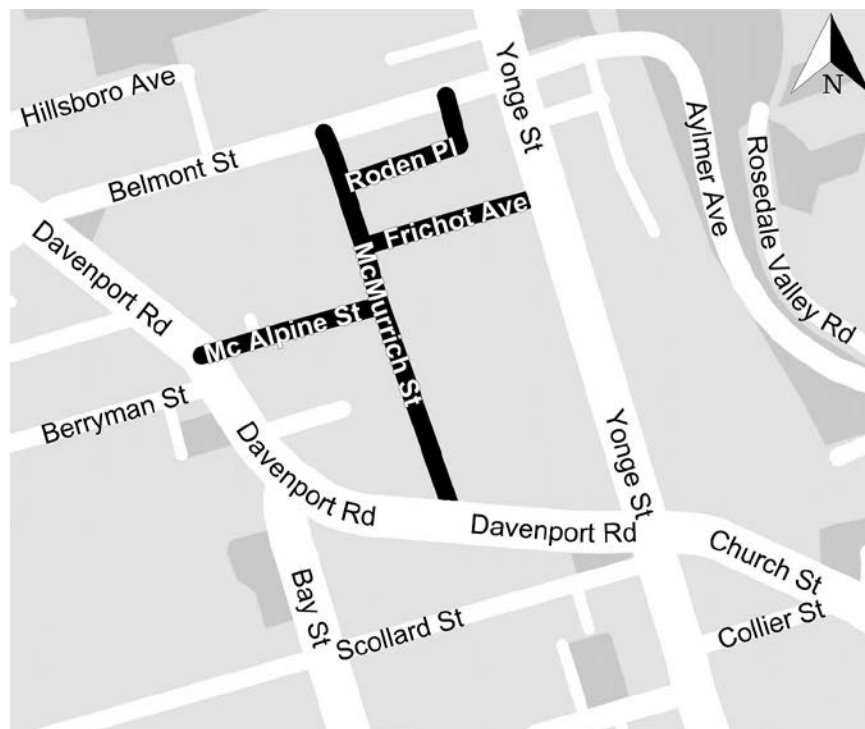 Hillsboro Ave
Yonge St
N
Belmont St
Roden Pl
Aylmer Ave
Rosedale Valley Rd
Davenport Rd
Frichot Ave
McMurrich St
Mc Alpine St
Berryman St
Davenport Rd
Yonge St
Davenport Rd
Church St
Bay St
Scollard St
Collier St